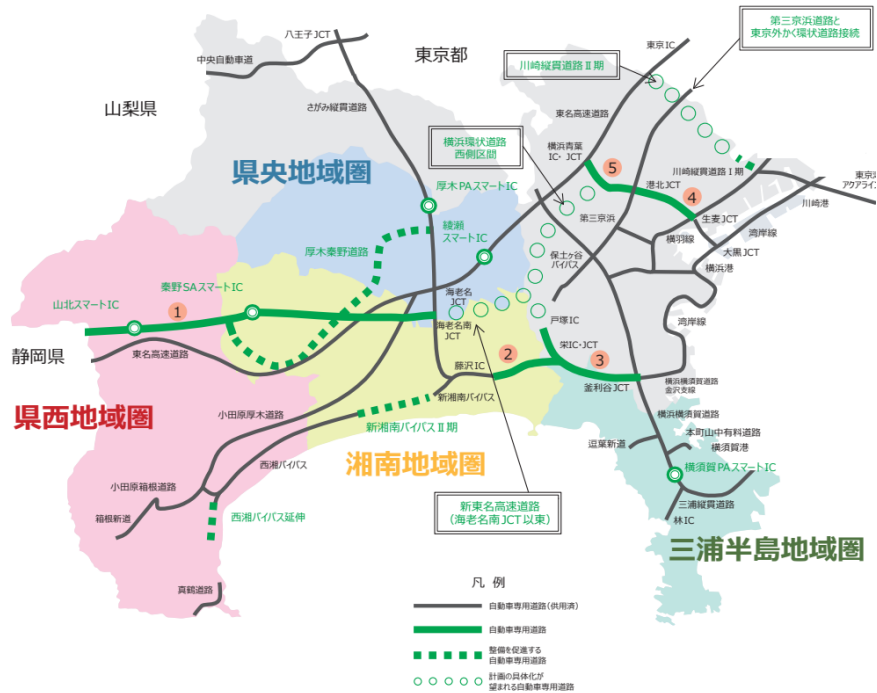 八王子JCT
中央自動車道
東京都
第三京浜道路と
東京外かく環状道路接続
東京IC
川崎縦貫道路Ⅱ期
山梨県
さがみ縦貫道路
東名高速道路
横浜環状道路
西側区間
横浜青葉
IC・JCT
県央地域圏
厚木PAスマートIC
5
港北JCT
川崎縦貫道路Ⅰ期
東京湾
アクアライン
4
川崎港
生麦JCT
綾瀬
スマートIC
第三京浜
湾岸線
横羽線
大黒JCT
厚木秦野道路
保土ヶ谷
バイパス
横浜港
秦野SAスマートIC
海老名
JCT
山北スマートIC
1
海老名南
JCT
戸塚IC
湾岸線
静岡県
東名高速道路
2
栄IC・JCT
3
藤沢IC
釜利谷JCT
横浜横須賀道路
金沢支線
新湘南バイパス
県西地域圏
小田原厚木道路
横浜横須賀道路
新湘南バイパスⅡ期
本町山中有料道路
逗葉新道
横須賀港
湘南地域圏
西湘バイパス
横須賀PAスマートIC
小田原箱根道路
新東名高速道路
(海老名南JCT以東)
三浦縦貫道路
箱根新道
西湘バイパス延伸
林IC
三浦半島地域圏
凡例
真鶴道路
自動車専用道路(供用済)
自動車専用道路
整備を促進する
自動車専用道路
計画の具体化が
望まれる自動車専用道路